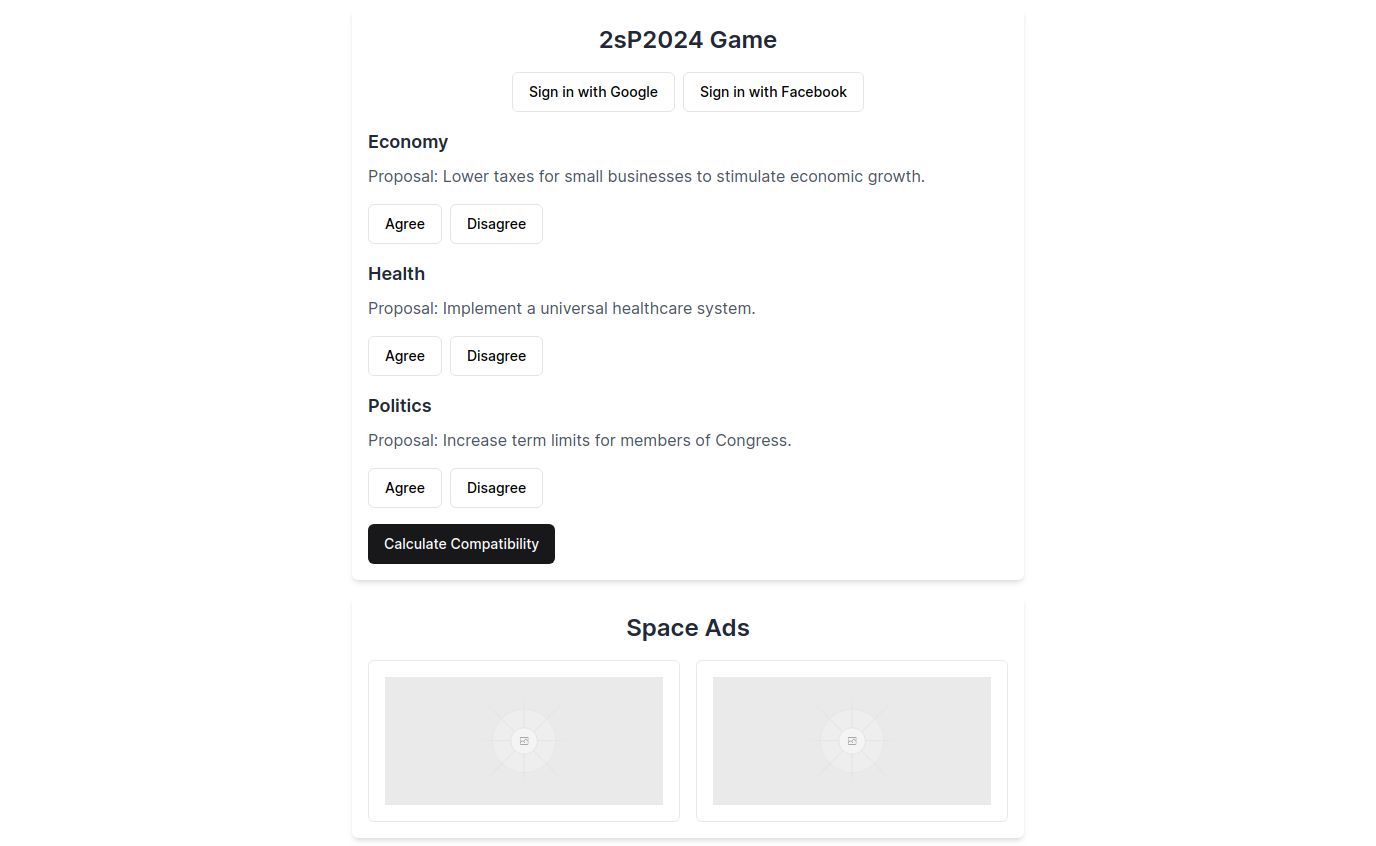 2sP2024 Game
Sign in with Google Sign in with Facebook
Economy
Proposal: Lower taxes for small businesses to stimulate economic growth.
Agree Disagree
Health
Proposal: Implement a universal healthcare system.
Agree Disagree
Politics
Proposal: Increase term limits for members of Congress.
Agree Disagree
Calculate Compatibility
Space Ads